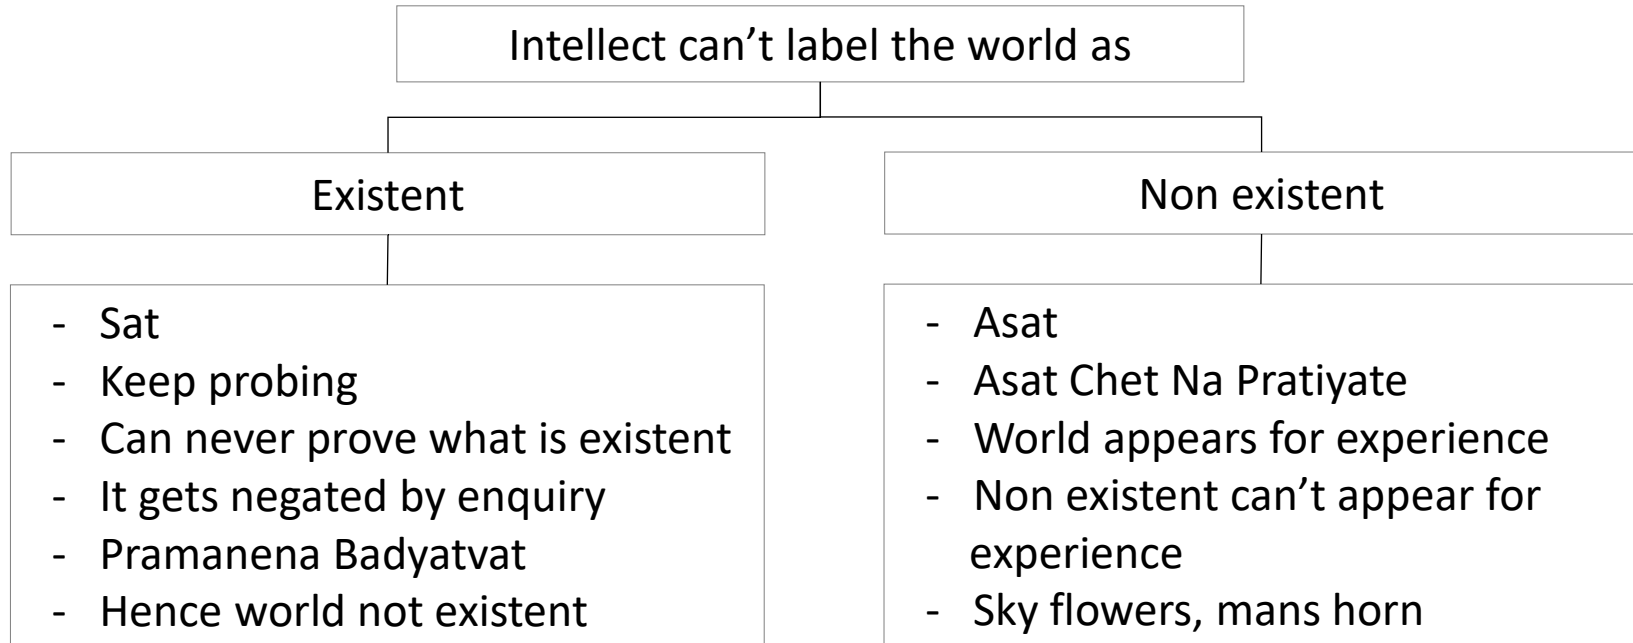 Intellect can’t label the world as
Existent
Non existent
- Sat
- Keep probing
- Can never prove what is existent
- It gets negated by enquiry
- Pramanena Badyatvat
- Hence world not existent
- Asat
- Asat Chet Na Pratiyate
- World appears for experience
- Non existent can’t appear for
experience
- Sky flowers, mans horn